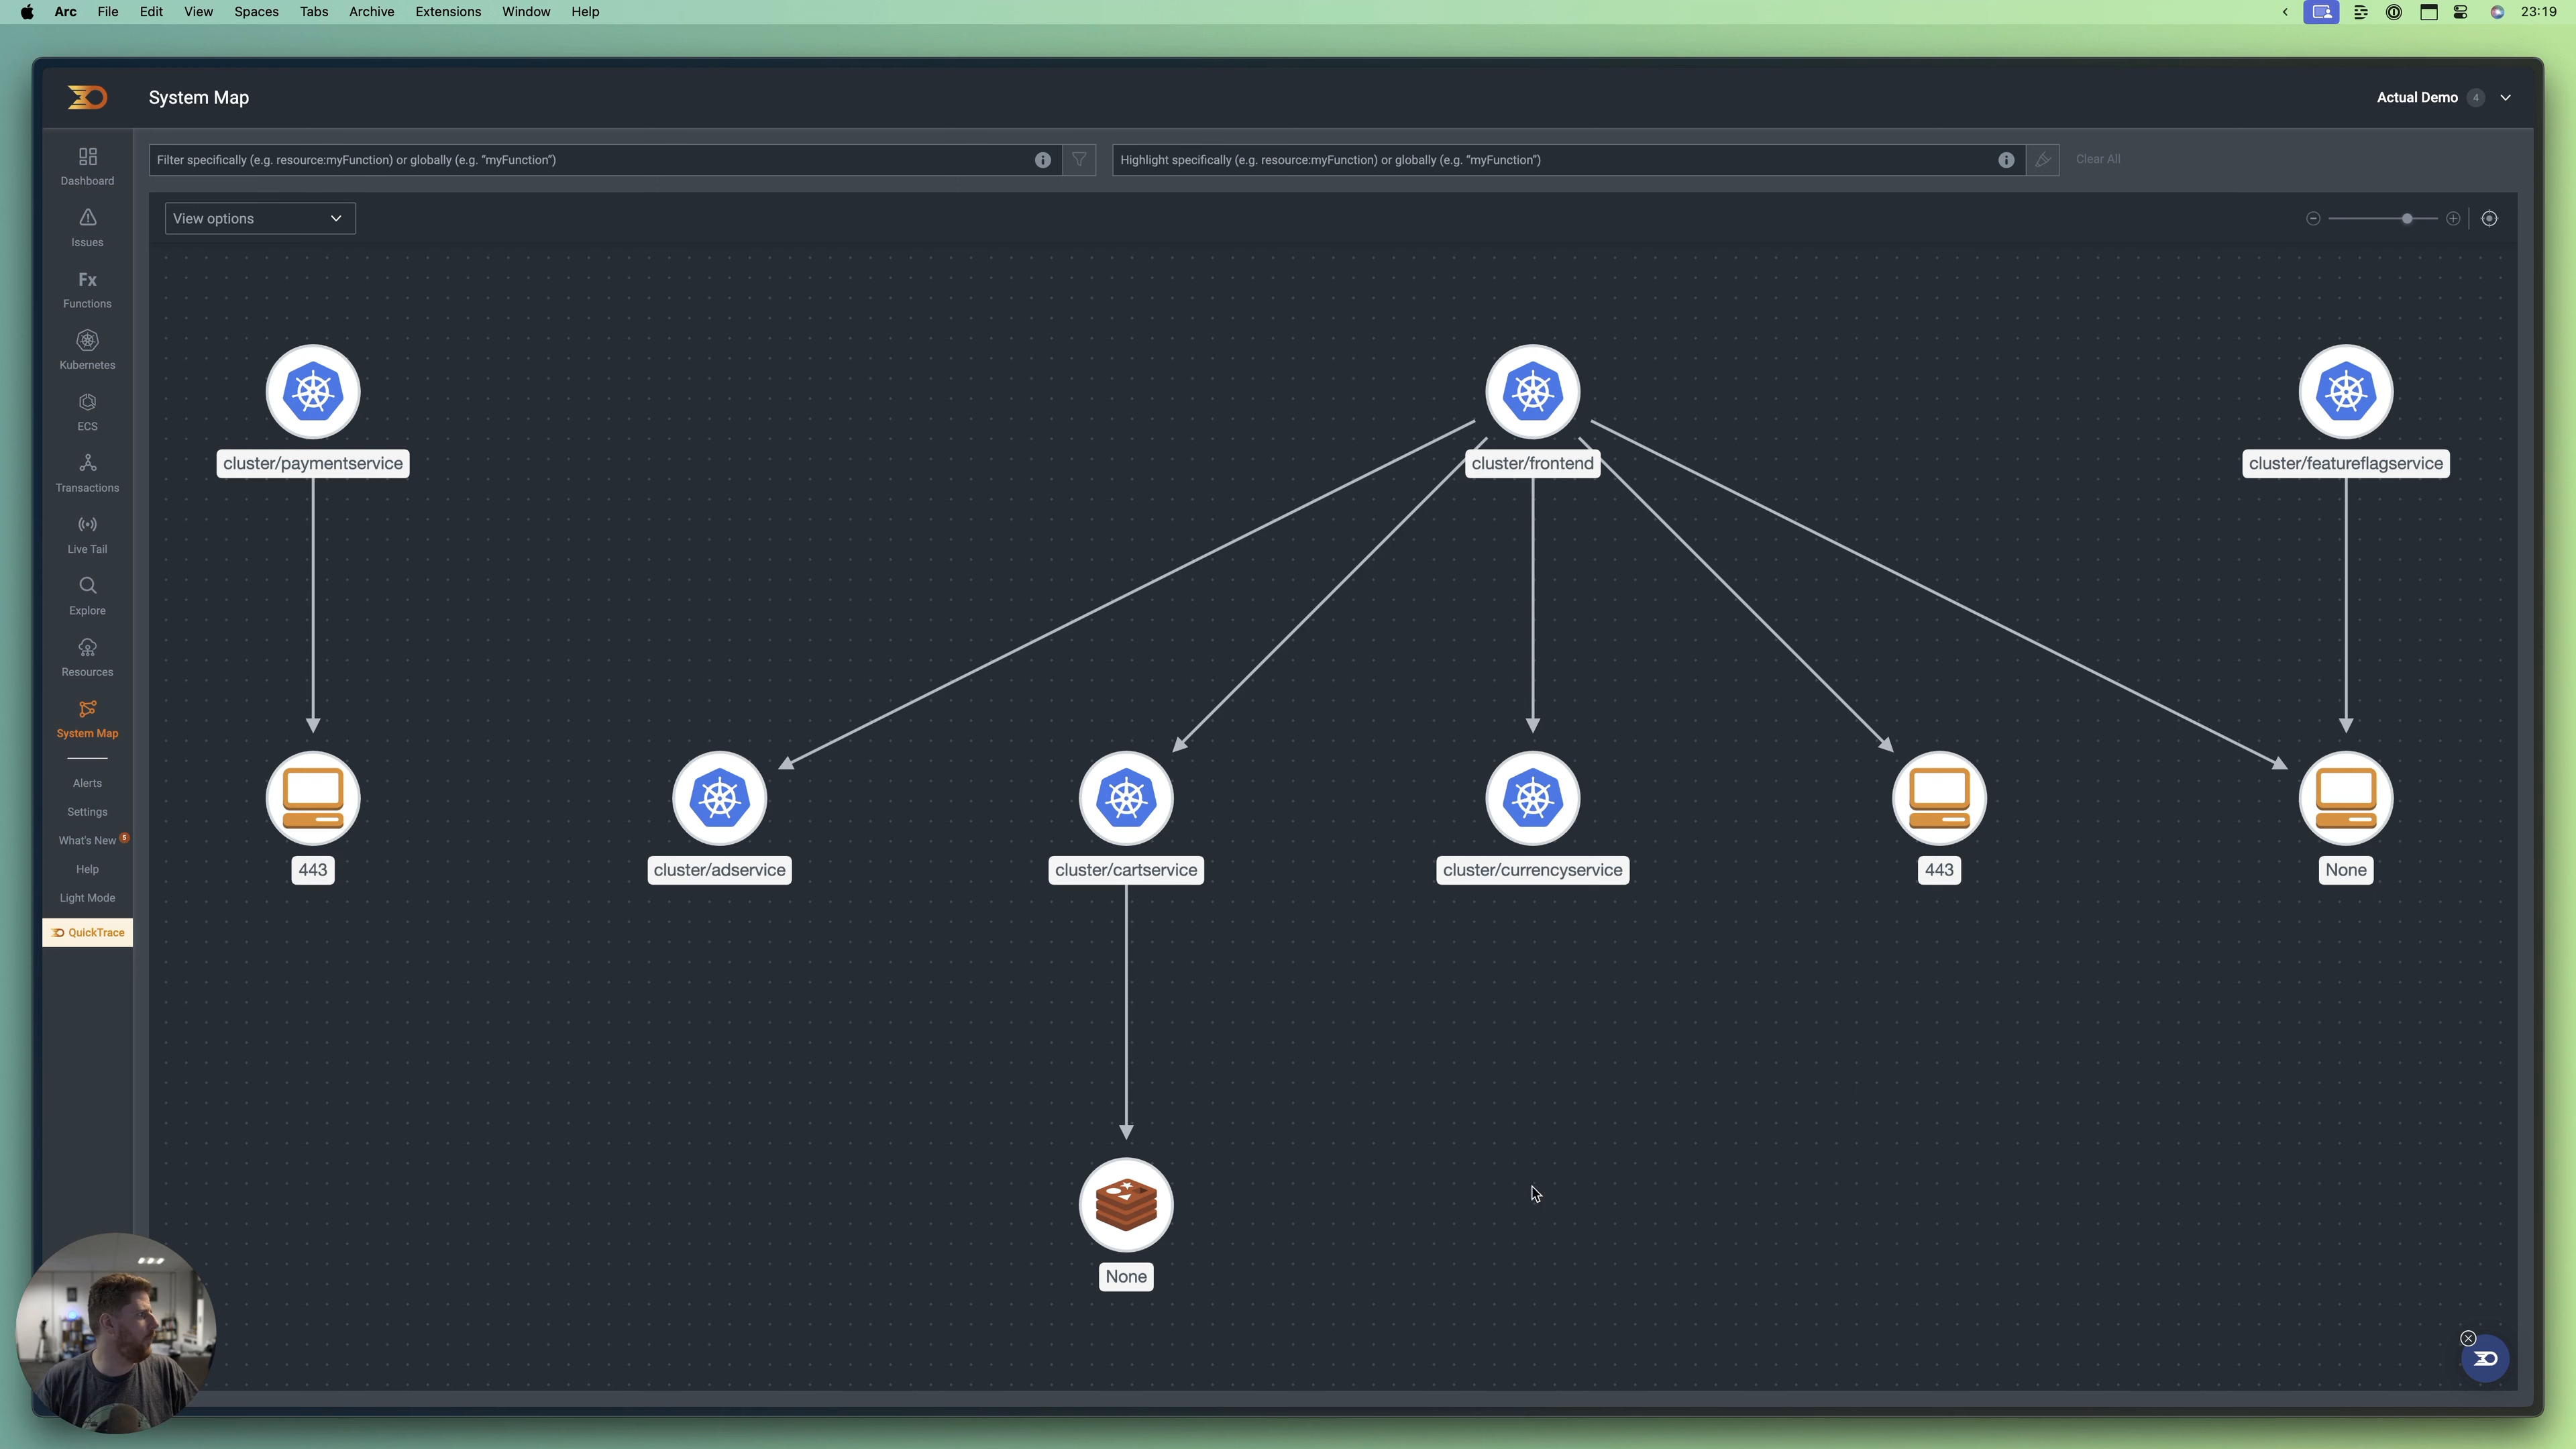 Arc File Edit View Spaces Tabs Archive Extensions Window Help 23:19
System Map
Actual Demo 4
Filter specifically (e.g. resource:myFunction) or globally (e.g. "myFunction")
Highlight specifically (e.g. resource:myFunction) or globally (e.g. "myFunction")
Clear All
View options
Dashboard
Issues
Fx
Functions
Kubernetes
ECS
Transactions
Live Tail
Explore
Resources
System Map
Alerts
Settings
What's New 5
Help
Light Mode
QuickTrace
cluster/paymentservice
cluster/frontend
cluster/featureflagservice
443
cluster/adservice
cluster/cartservice
cluster/currencyservice
443
None
None